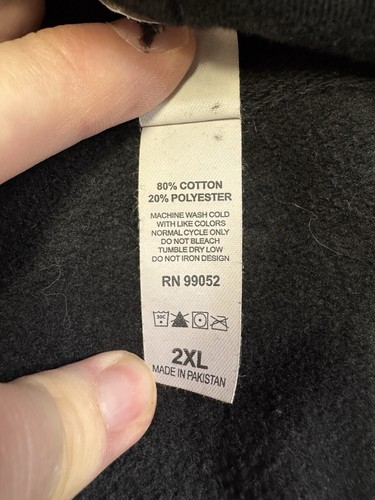 80% COTTON
20% POLYESTER
MACHINE WASH COLD
WITH LIKE COLORS
NORMAL CYCLE ONLY
DO NOT BLEACH
TUMBLE DRY LOW
DO NOT IRON DESIGN
RN 99052
30C
2XL
MADE IN PAKISTAN